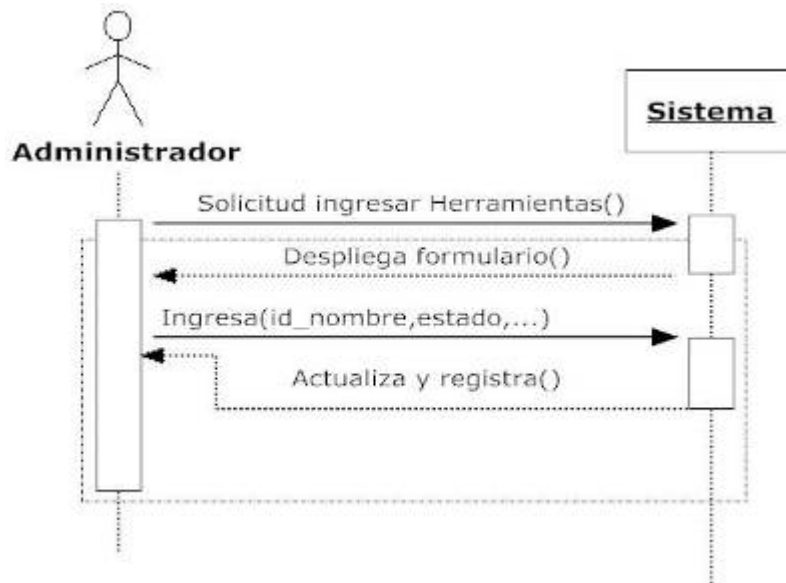 Sistema
Administrador
Solicitud ingresar Herramientas()
Despliega formulario()
Ingresa(id_nombre,estado,...)
Actualiza y registra()